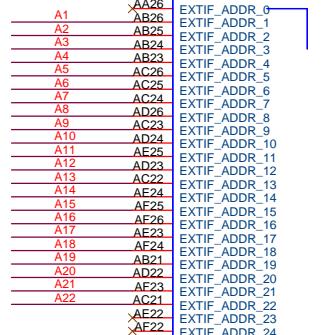 AA26 EXTIF_ADDR_0
A1 AB26 EXTIF_ADDR_1
A2 AB25 EXTIF_ADDR_2
A3 AB24 EXTIF_ADDR_3
A4 AB23 EXTIF_ADDR_4
A5 AC26 EXTIF_ADDR_5
A6 AC25 EXTIF_ADDR_6
A7 AC24 EXTIF_ADDR_7
A8 AD26 EXTIF_ADDR_8
A9 AC23 EXTIF_ADDR_9
A10 AD24 EXTIF_ADDR_10
A11 AE25 EXTIF_ADDR_11
A12 AD23 EXTIF_ADDR_12
A13 AC22 EXTIF_ADDR_13
A14 AE24 EXTIF_ADDR_14
A15 AF25 EXTIF_ADDR_15
A16 AF26 EXTIF_ADDR_16
A17 AE23 EXTIF_ADDR_17
A18 AF24 EXTIF_ADDR_18
A19 AB21 EXTIF_ADDR_19
A20 AD22 EXTIF_ADDR_20
A21 AF23 EXTIF_ADDR_21
A22 AC21 EXTIF_ADDR_22
AE22 EXTIF_ADDR_23
AF22 EXTIF_ADDR_24